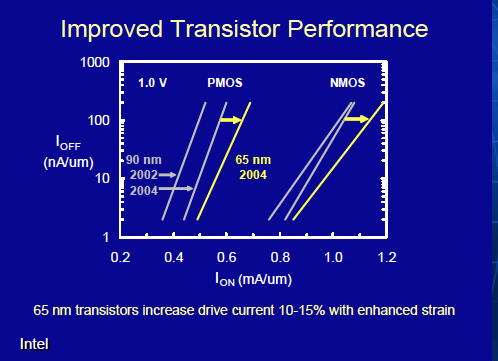 Improved Transistor Performance
1000
1.0 V PMOS NMOS
100
I_OFF
(nA/um)
90 nm 65 nm
2002 2004
10
2004
1
0.2 0.4 0.6 0.8 1.0 1.2
I_ON (mA/um)
65 nm transistors increase drive current 10-15% with enhanced strain
Intel